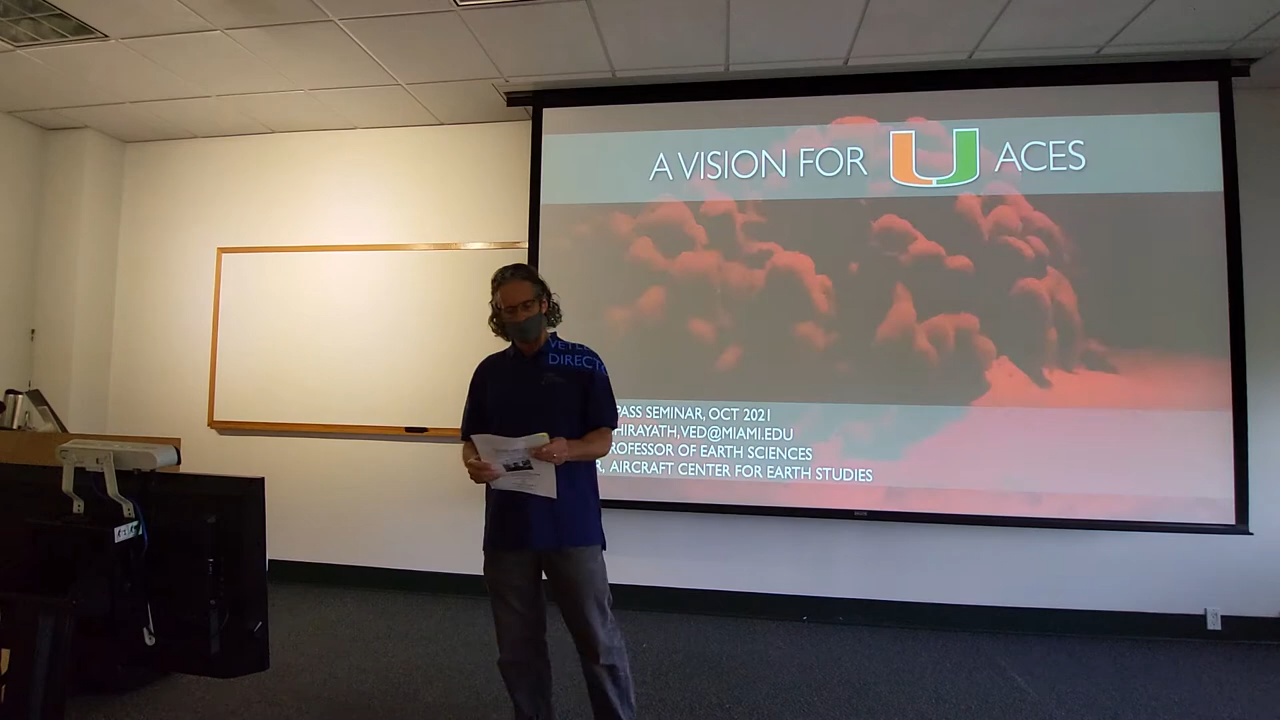 A VISION FOR U ACES
PASS SEMINAR, OCT 2021
HIRAYATH,VED@MIAMI.EDU
ROFESSOR OF EARTH SCIENCES
R, AIRCRAFT CENTER FOR EARTH STUDIES
DIRECT